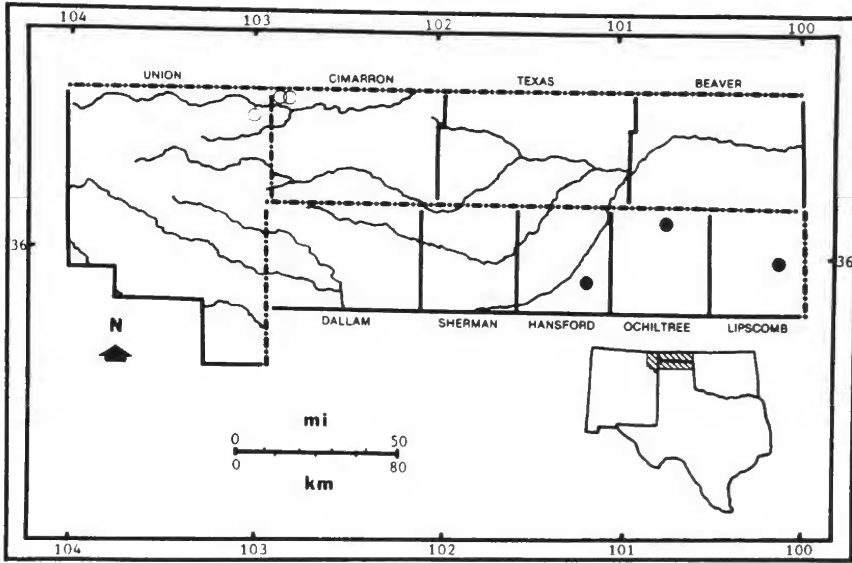 104 103 102 101 100
UNION CIMARRON TEXAS BEAVER
36 36
DALLAM SHERMAN HANSFORD OCHILTREE LIPSCOMB
N
mi
0 50
0 80
km
104 103 102 101 100